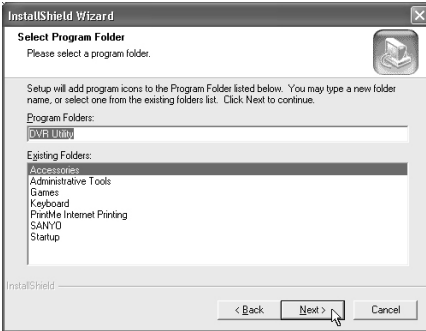 InstallShield Wizard
Select Program Folder
Please select a program folder.
Setup will add program icons to the Program Folder listed below. You may type a new folder
name, or select one from the existing folders list. Click Next to continue.
Program Folders:
DVR Utility
Existing Folders:
Accessories
Administrative Tools
Games
Keyboard
PrintMe Internet Printing
SANYO
Startup
InstallShield
< Back
Next >
Cancel